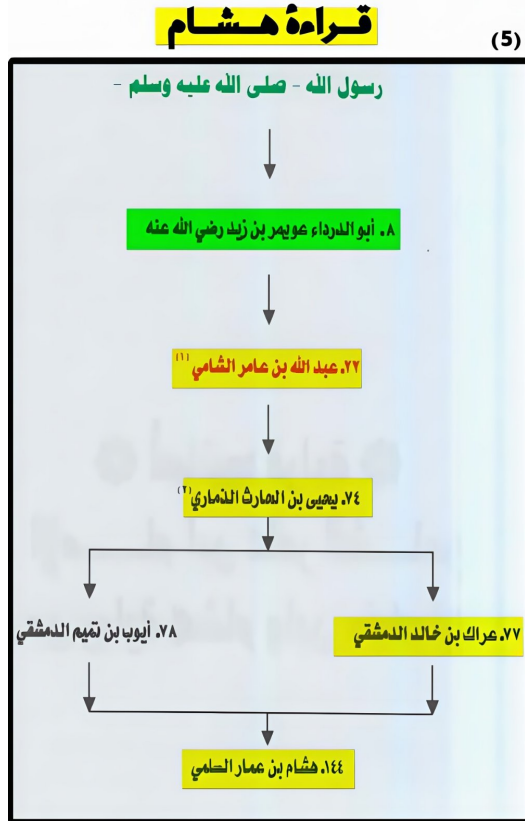 قراءة هشام
(5)
رسول الله - صلى الله عليه وسلم -
٨. أبو الدرداء عويمر بن زيد رضي الله عنه
٢٢. عبد الله بن عامر الشامي (١)
٧٤. يحيى بن الحارث الذماري (٢)
٧٧. عراك بن خالد الدمشقي
٧٨. أيوب بن تميم الدمشقي
١٤٤. هشام بن عمار السلمي